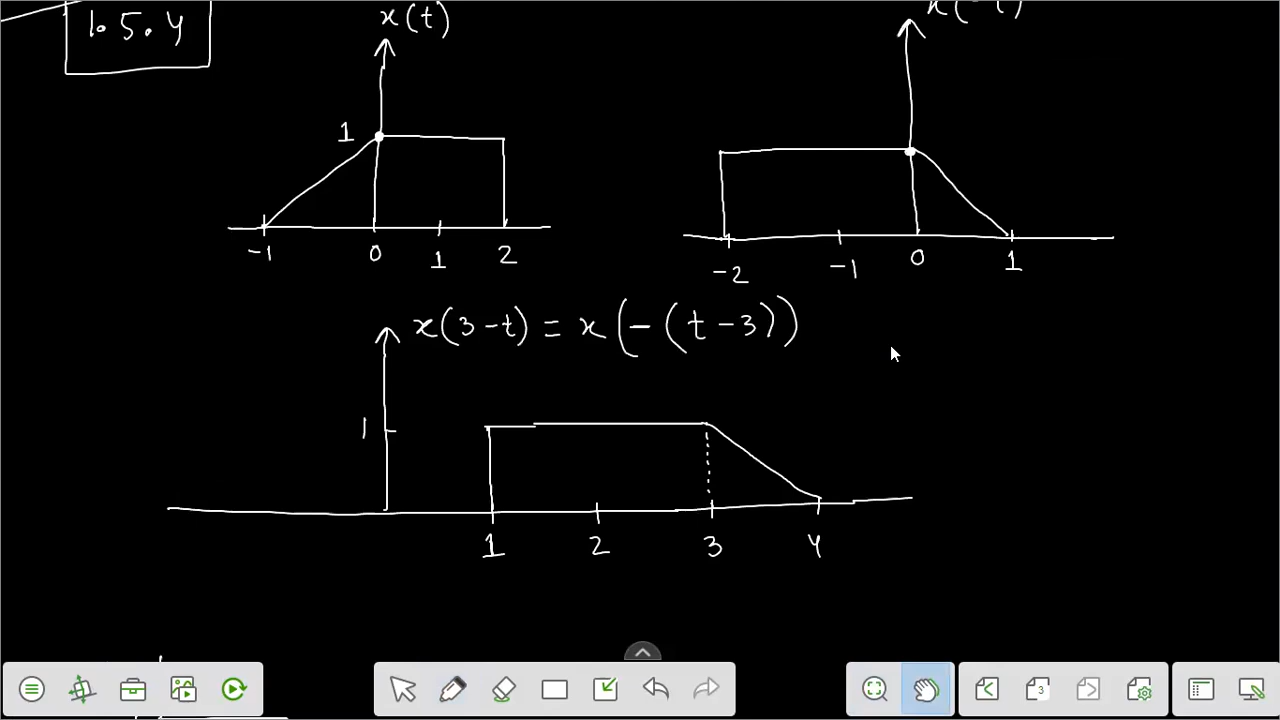 1.5.4
x(t)
x(-t)
1
-1 0 1 2
-2 -1 0 1
x(3-t) = x(-(t-3))
1
1 2 3 4
3